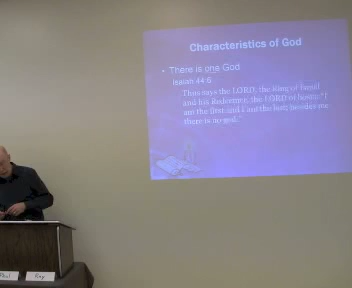 Characteristics of God
• There is one God
Isaiah 44:6
Thus says the LORD, the King of Israel
and his Redeemer, the LORD of hosts: "I
am the first and I am the last; besides me
there is no god."
Paul
Kay